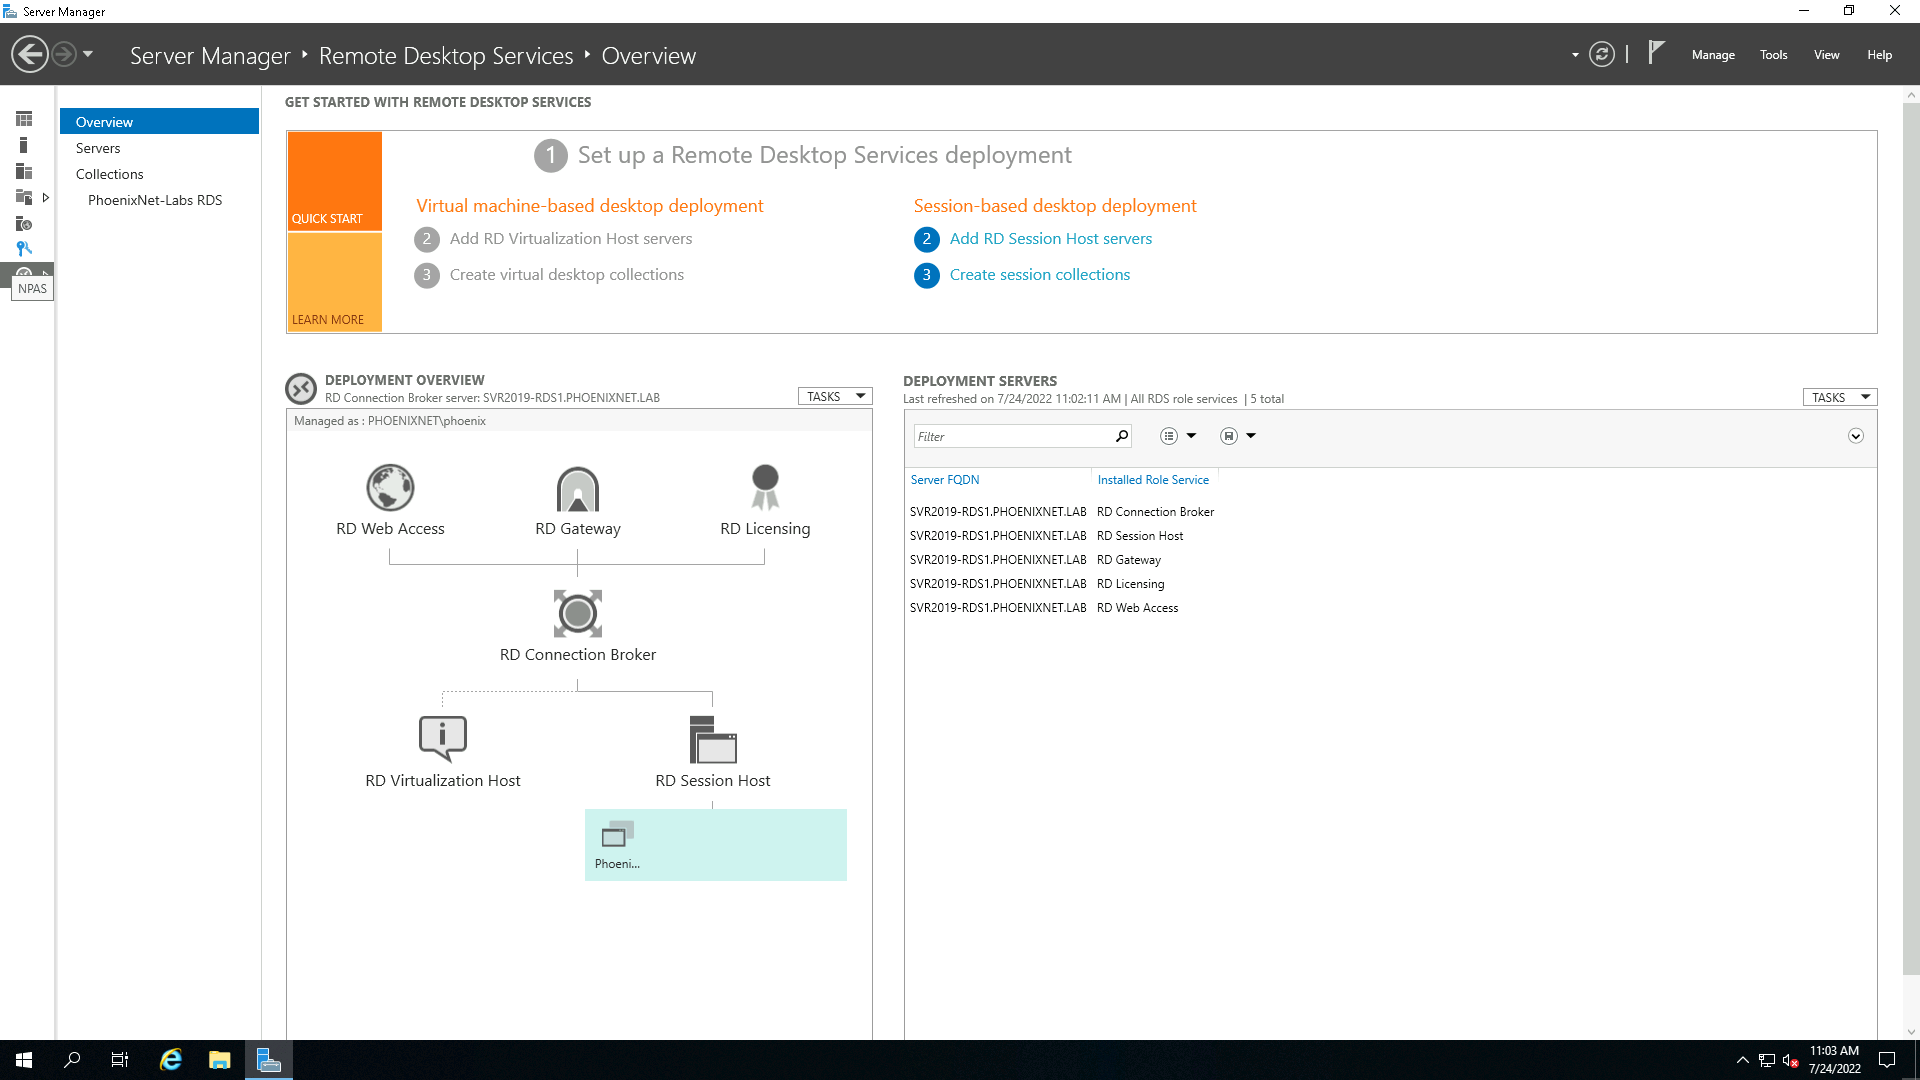 Server Manager
Server Manager ‣ Remote Desktop Services ‣ Overview
Manage
Tools
View
Help
Overview
Servers
Collections
PhoenixNet-Labs RDS
NPAS
GET STARTED WITH REMOTE DESKTOP SERVICES
QUICK START
LEARN MORE
1 Set up a Remote Desktop Services deployment
Virtual machine-based desktop deployment
2 Add RD Virtualization Host servers
3 Create virtual desktop collections
Session-based desktop deployment
2 Add RD Session Host servers
3 Create session collections
DEPLOYMENT OVERVIEW
RD Connection Broker server: SVR2019-RDS1.PHOENIXNET.LAB
TASKS
Managed as : PHOENIXNET\phoenix
RD Web Access
RD Gateway
RD Licensing
RD Connection Broker
RD Virtualization Host
RD Session Host
Phoeni...
DEPLOYMENT SERVERS
Last refreshed on 7/24/2022 11:02:11 AM | All RDS role services | 5 total
TASKS
Filter
Server FQDN Installed Role Service
SVR2019-RDS1.PHOENIXNET.LAB RD Connection Broker
SVR2019-RDS1.PHOENIXNET.LAB RD Session Host
SVR2019-RDS1.PHOENIXNET.LAB RD Gateway
SVR2019-RDS1.PHOENIXNET.LAB RD Licensing
SVR2019-RDS1.PHOENIXNET.LAB RD Web Access
11:03 AM
7/24/2022